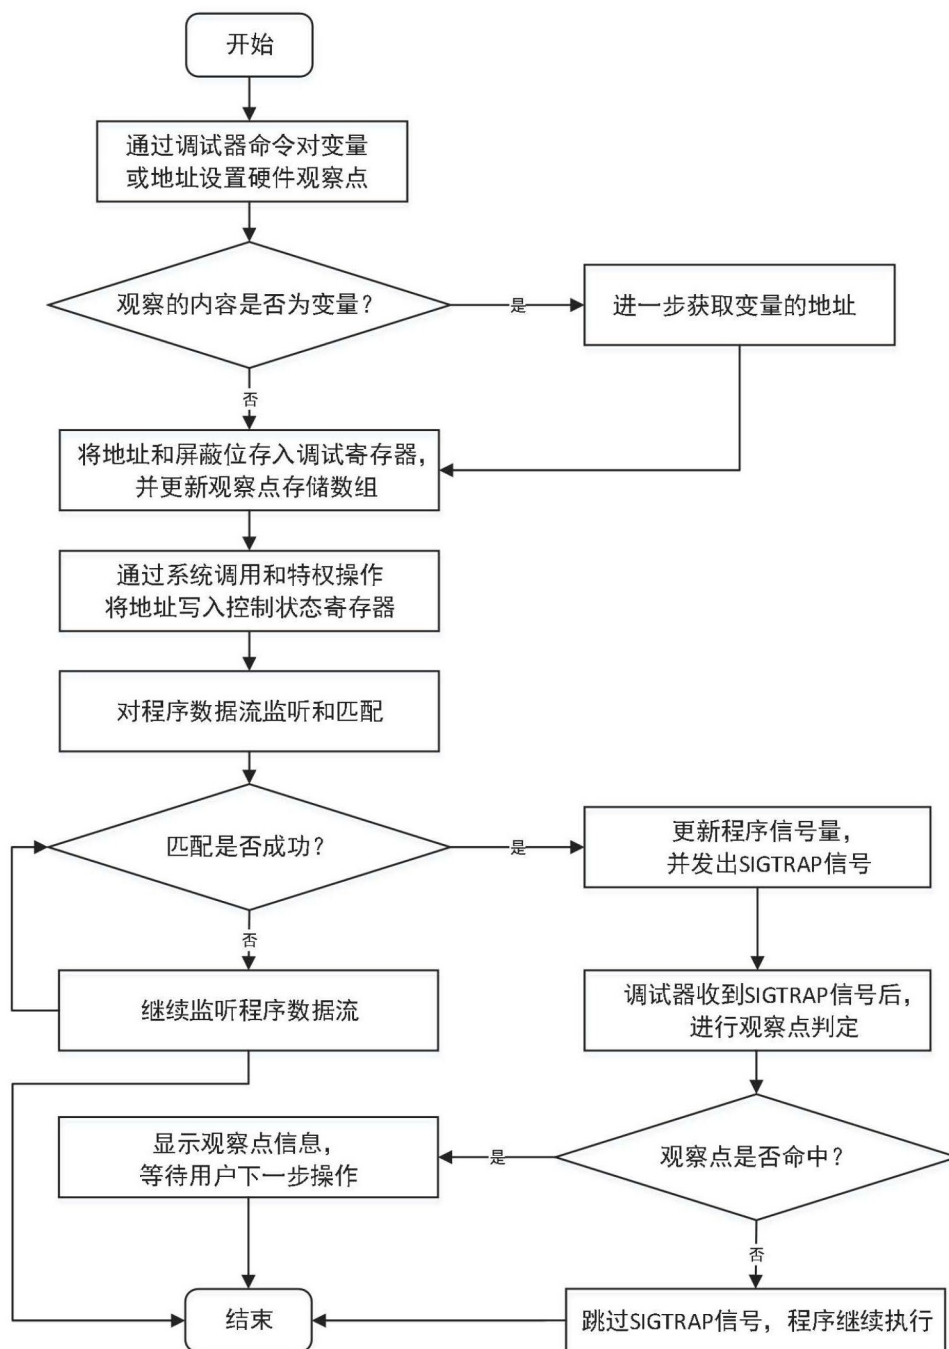 开始
通过调试器命令对变量
或地址设置硬件观察点
观察的内容是否为变量？
是
进一步获取变量的地址
否
将地址和屏蔽位存入调试寄存器，
并更新观察点存储数组
通过系统调用和特权操作
将地址写入控制状态寄存器
对程序数据流监听和匹配
匹配是否成功？
是
更新程序信号量，
并发出SIGTRAP信号
否
继续监听程序数据流
调试器收到SIGTRAP信号后，
进行观察点判定
显示观察点信息，
等待用户下一步操作
是
观察点是否命中？
否
结束
跳过SIGTRAP信号，程序继续执行